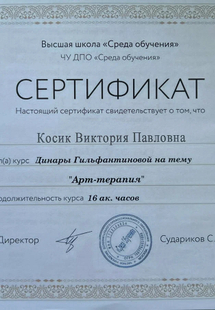 Высшая школа «Среда обучения»
ЧУ ДПО «Среда обучения»
СЕРТИФИКАТ
Настоящий сертификат свидетельствует о том, что
Косик Виктория Павловна
л(а) курс Динары Гильфантиновой на тему
"Арт-терапия"
одолжительность курса 16 ак. часов
Директор
Судариков С